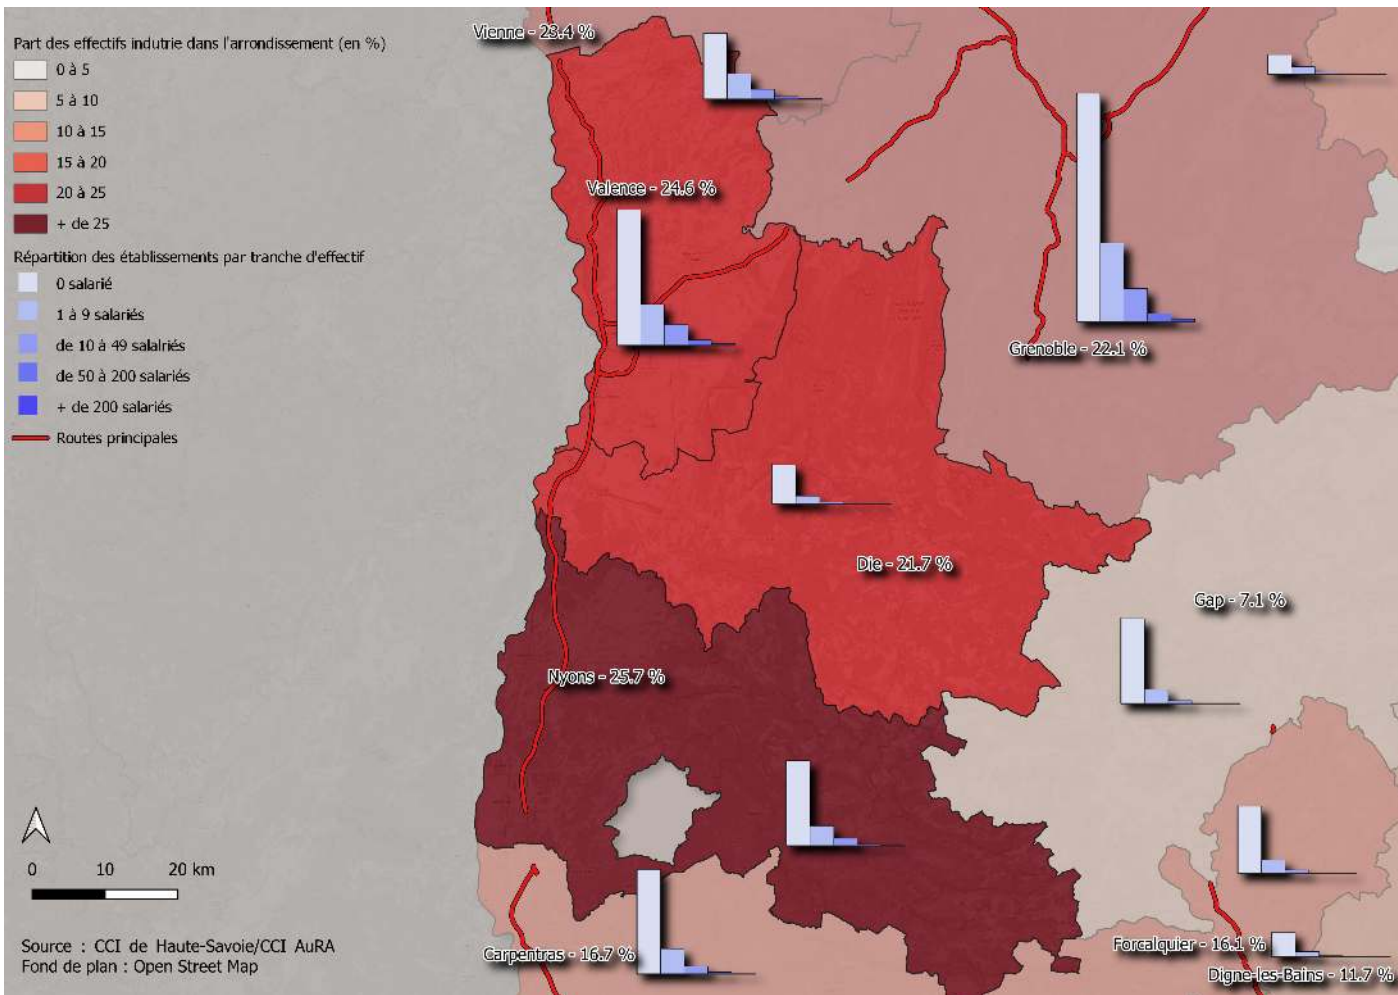 Part des effectifs indutrie dans l'arrondissement (en %)
0 à 5
5 à 10
10 à 15
15 à 20
20 à 25
+ de 25
Répartition des établissements par tranche d'effectif
0 salarié
1 à 9 salariés
de 10 à 49 salalriés
de 50 à 200 salariés
+ de 200 salariés
Routes principales
Vienne - 23.4 %
Valence - 24.6 %
Grenoble - 22.1 %
Die - 21.7 %
Gap - 7.1 %
Nyons - 25.7 %
Carpentras - 16.7 %
Forcalquier - 16.1 %
Digne-les-Bains - 11.7 %
0 20 km
Source : CCI de Haute-Savoie/CCI AuRA
Fond de plan : Open Street Map